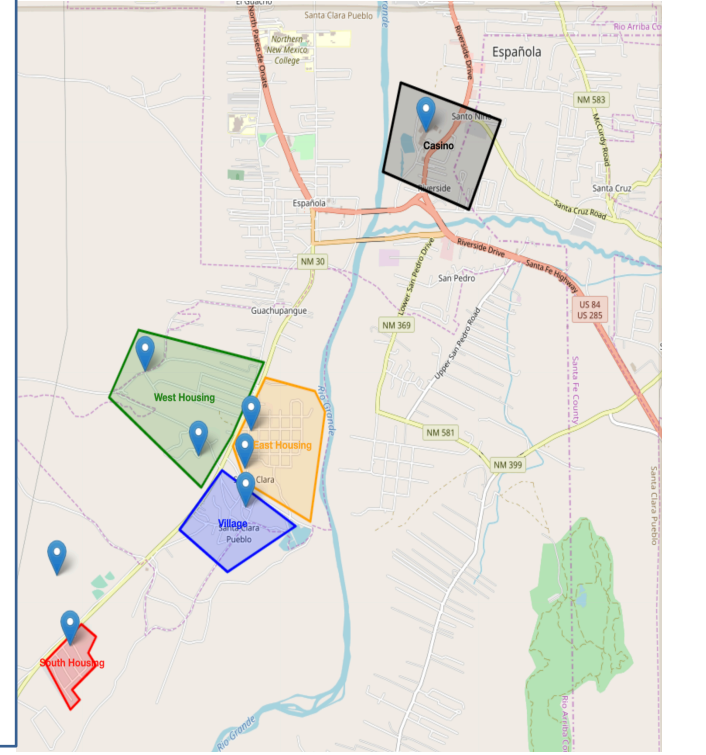 El Guacho
Santa Clara Pueblo
Rio Grande
Rio Arriba Co
North Paseo de Onate
Northern
New Mexico
College
Riverside Drive
Española
NM 583
McCurdy Road
Santo Niño
Casino
Riverside
Santa Cruz
Santa Cruz Road
Española
Riverside Drive
Santa Fe Highway
NM 30
Lower San Pedro Drive
San Pedro
US 84
US 285
Guachupangue
NM 369
Upper San Pedro Road
Santa Fe County
West Housing
Rio Grande
East Housing
NM 581
NM 399
Clara
Santa Clara Pueblo
Village
Santa Clara
Pueblo
South Housing
Rio Grande
Rio Arriba Co